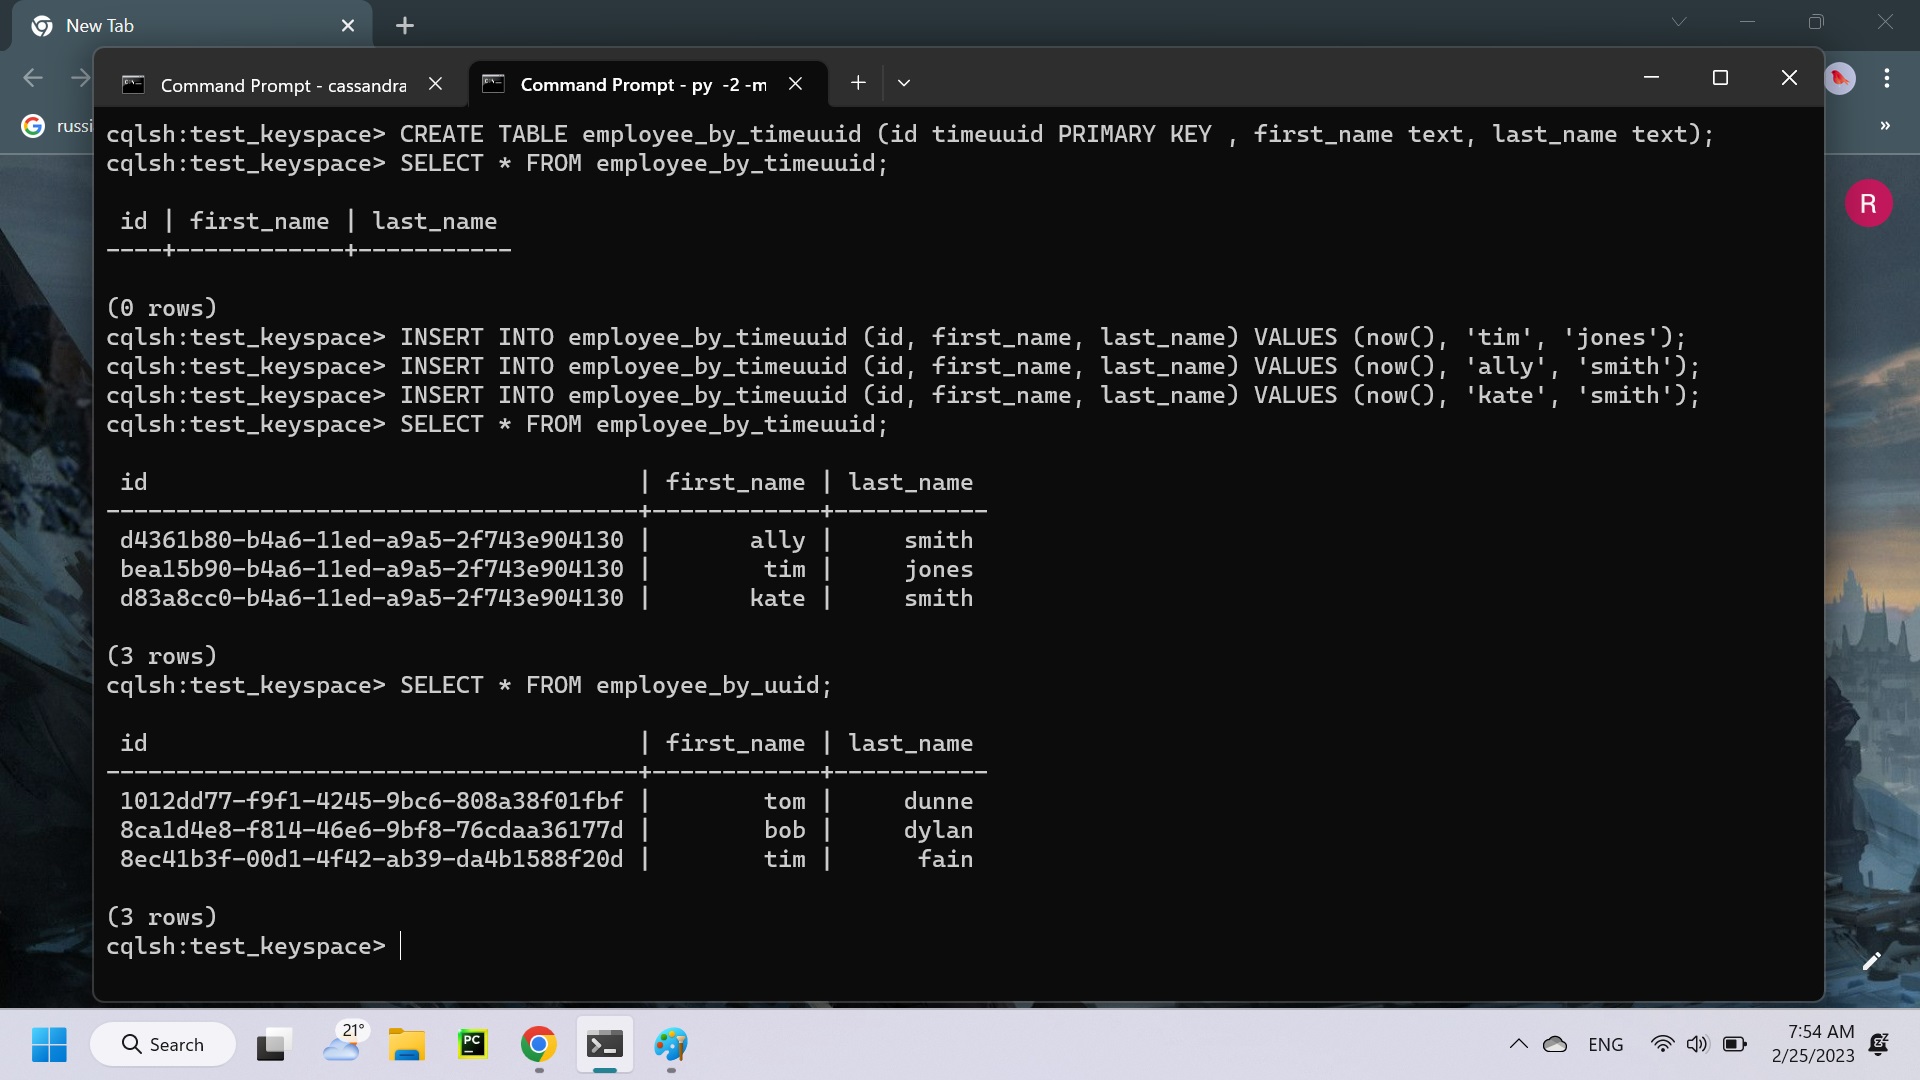 New Tab
Command Prompt - cassandra
Command Prompt - py -2 -m
russi
cqlsh:test_keyspace> CREATE TABLE employee_by_timeuuid (id timeuuid PRIMARY KEY , first_name text, last_name text);
cqlsh:test_keyspace> SELECT * FROM employee_by_timeuuid;
id | first_name | last_name
----+------------+-----------
(0 rows)
cqlsh:test_keyspace> INSERT INTO employee_by_timeuuid (id, first_name, last_name) VALUES (now(), 'tim', 'jones');
cqlsh:test_keyspace> INSERT INTO employee_by_timeuuid (id, first_name, last_name) VALUES (now(), 'ally', 'smith');
cqlsh:test_keyspace> INSERT INTO employee_by_timeuuid (id, first_name, last_name) VALUES (now(), 'kate', 'smith');
cqlsh:test_keyspace> SELECT * FROM employee_by_timeuuid;
id | first_name | last_name
--------------------------------------+------------+-----------
d4361b80-b4a6-11ed-a9a5-2f743e904130 | ally | smith
bea15b90-b4a6-11ed-a9a5-2f743e904130 | tim | jones
d83a8cc0-b4a6-11ed-a9a5-2f743e904130 | kate | smith
(3 rows)
cqlsh:test_keyspace> SELECT * FROM employee_by_uuid;
id | first_name | last_name
--------------------------------------+------------+-----------
1012dd77-f9f1-4245-9bc6-808a38f01fbf | tom | dunne
8ca1d4e8-f814-46e6-9bf8-76cdaa36177d | bob | dylan
8ec41b3f-00d1-4f42-ab39-da4b1588f20d | tim | fain
(3 rows)
cqlsh:test_keyspace>
R
Search
21°
PC
ENG
7:54 AM
2/25/2023